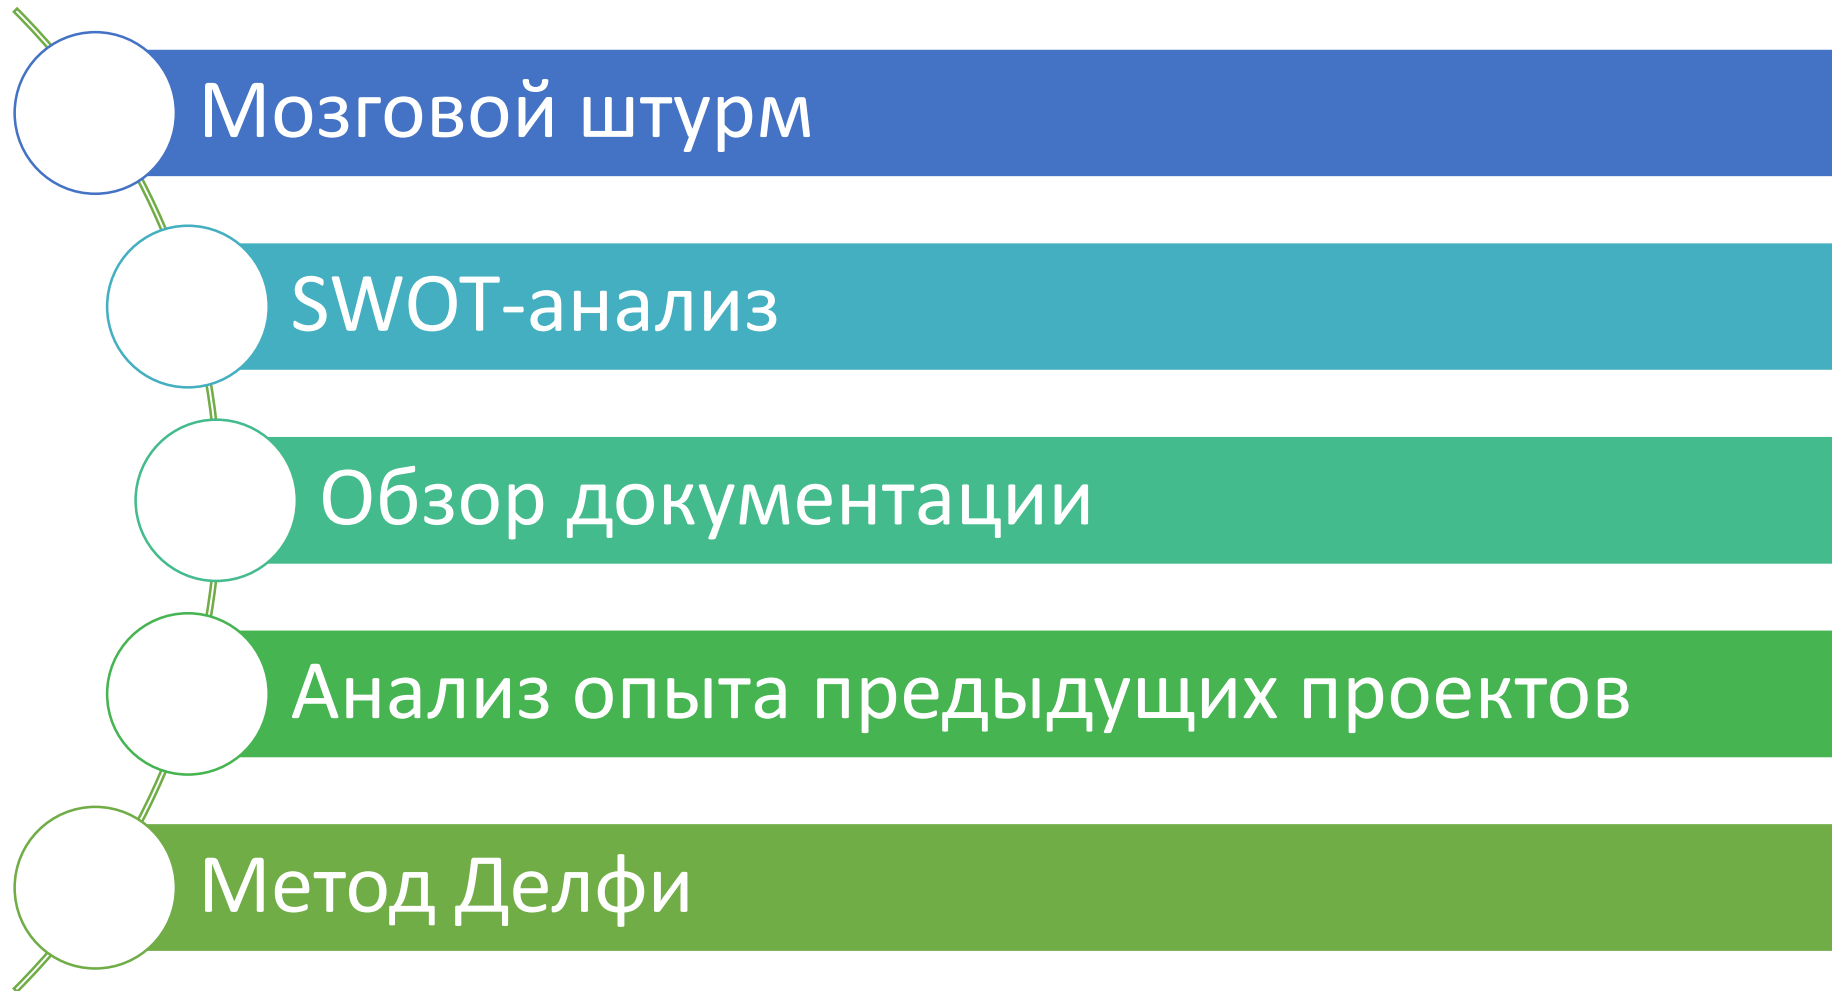 Мозговой штурм
SWOT-анализ
Обзор документации
Анализ опыта предыдущих проектов
Метод Делфи